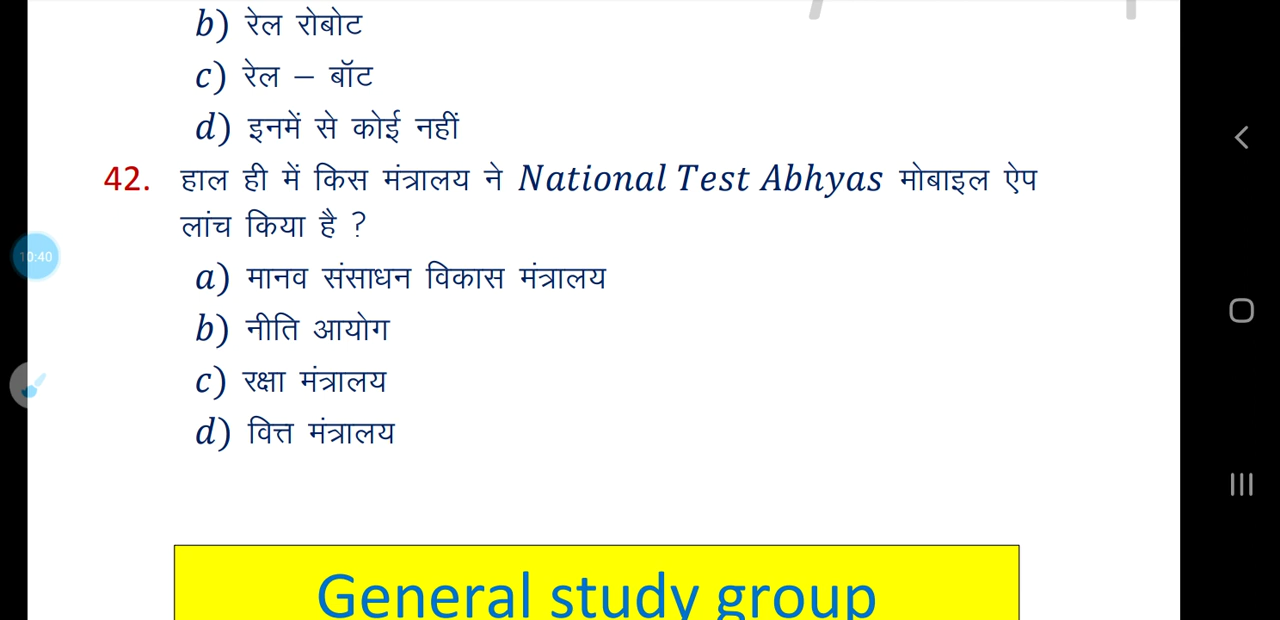 b) रेल रोबोट
c) रेल – बॉट
d) इनमें से कोई नहीं
42. हाल ही में किस मंत्रालय ने National Test Abhyas मोबाइल ऐप
लांच किया है ?
10:40
a) मानव संसाधन विकास मंत्रालय
b) नीति आयोग
c) रक्षा मंत्रालय
d) वित्त मंत्रालय
General study group